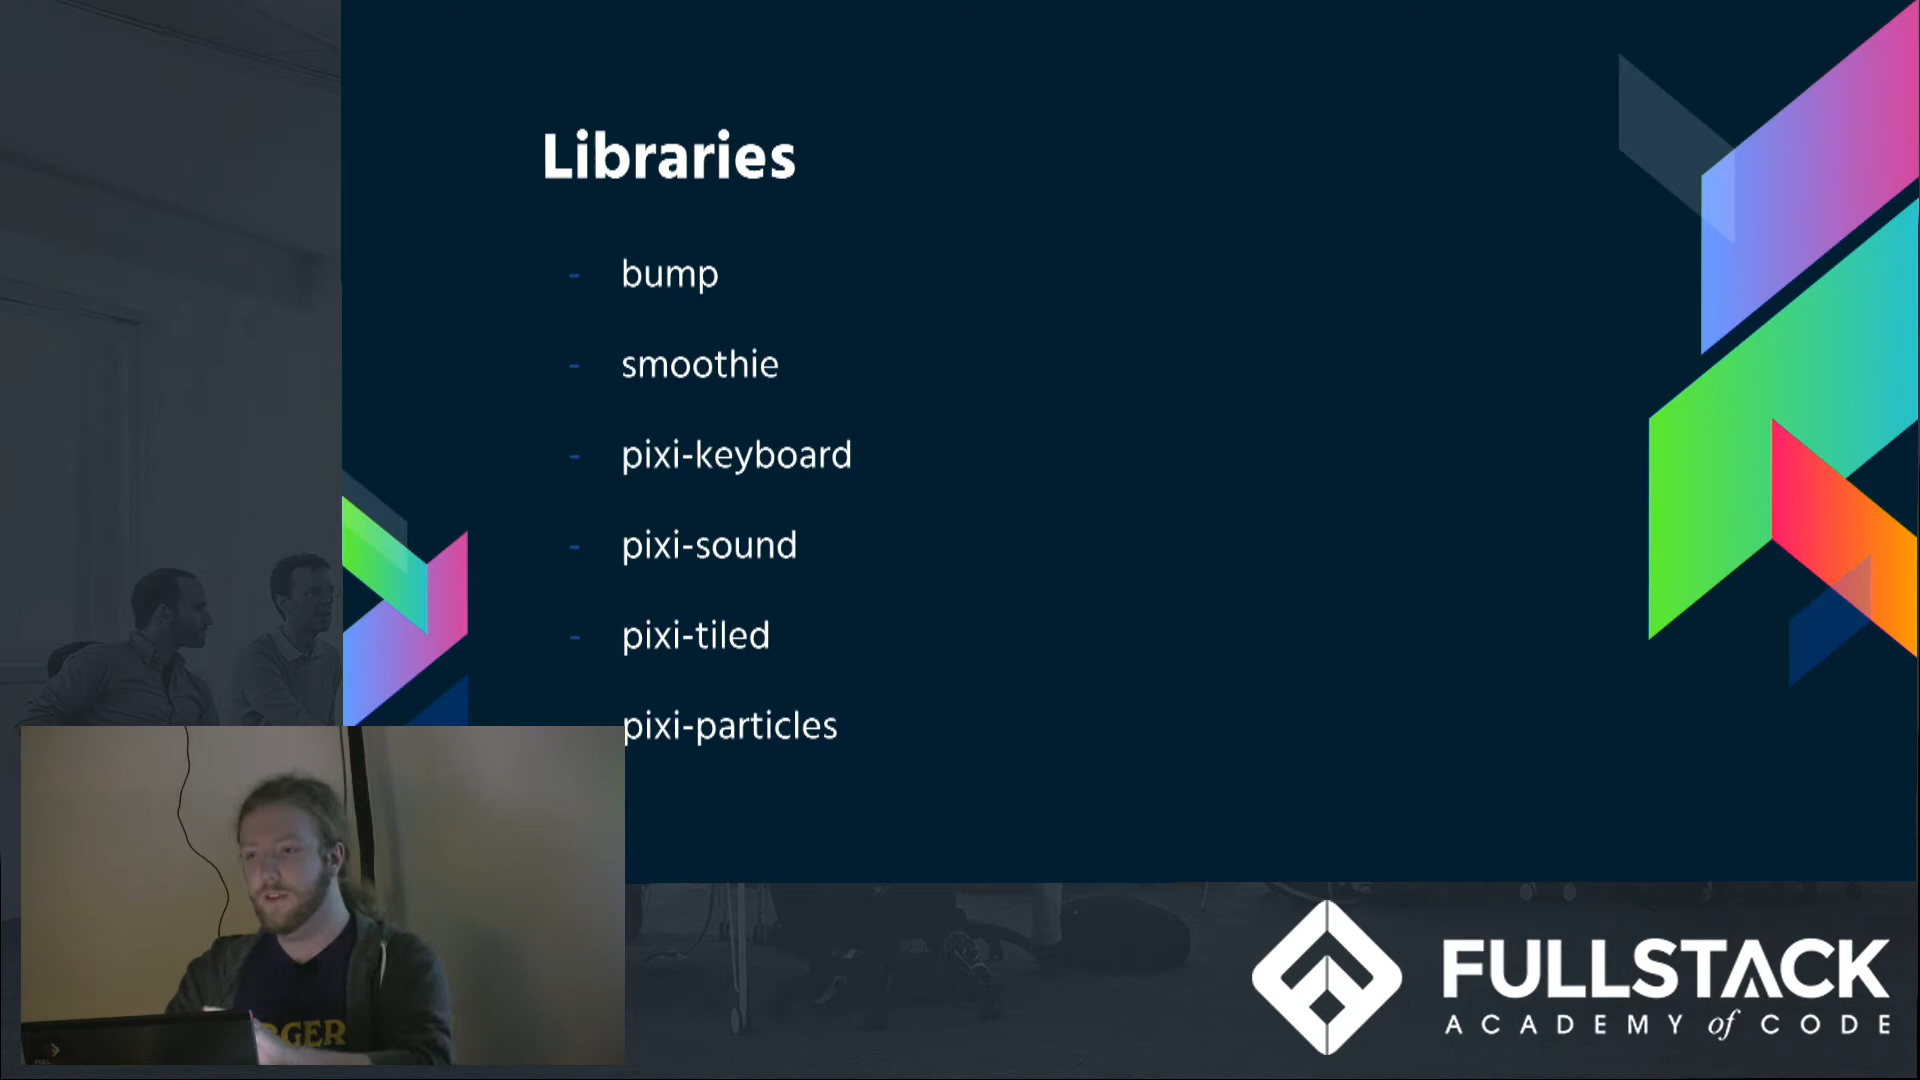 Libraries
- bump
- smoothie
- pixi-keyboard
- pixi-sound
- pixi-tiled
pixi-particles
FULLSTACK
ACADEMY of CODE